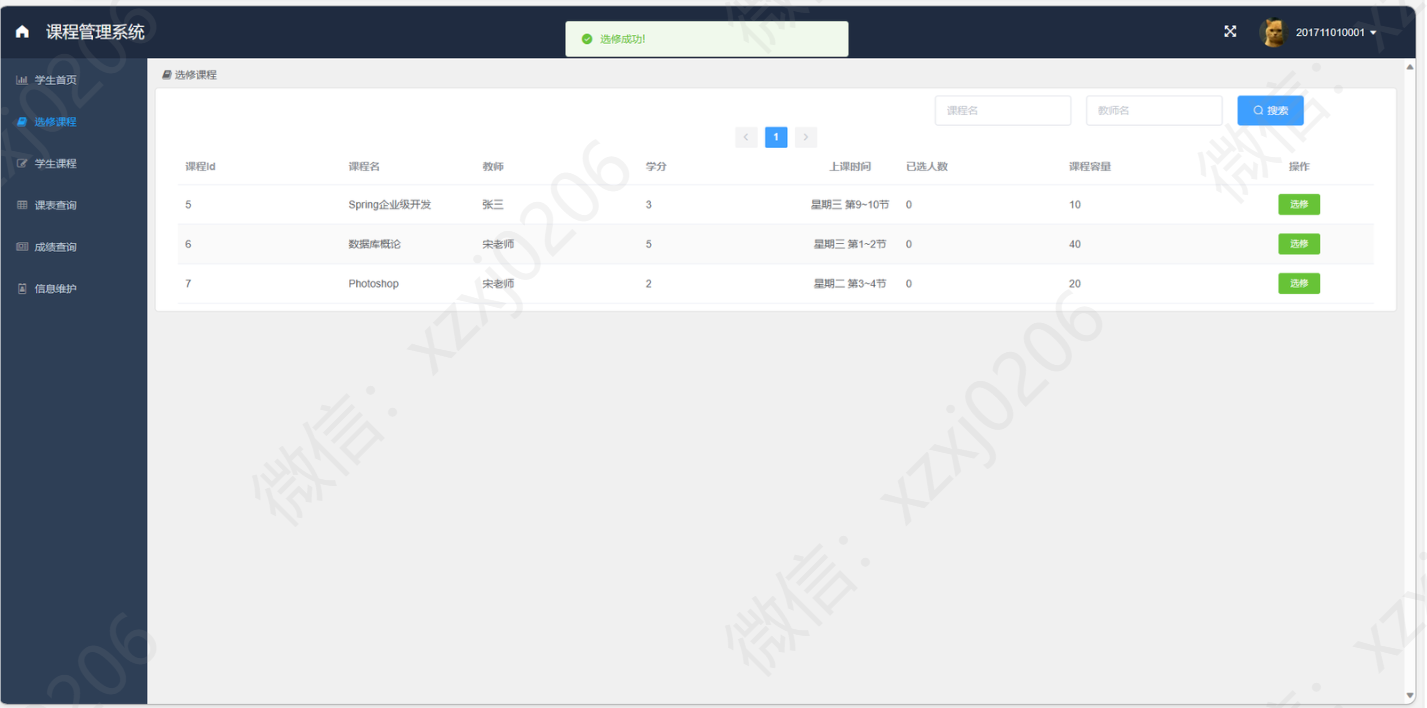 课程管理系统
选修成功!
201711010001
学生首页
选修课程
学生课程
课表查询
成绩查询
信息维护
选修课程
课程名 教师名 搜索
1
课程Id 课程名 教师 学分 上课时间 已选人数 课程容量 操作
5 Spring企业级开发 张三 3 星期三 第9~10节 0 10 选修
6 数据库概论 宋老师 5 星期三 第1~2节 0 40 选修
7 Photoshop 宋老师 2 星期二 第3~4节 0 20 选修
微信：xzxj0206
微信：xzxj0206